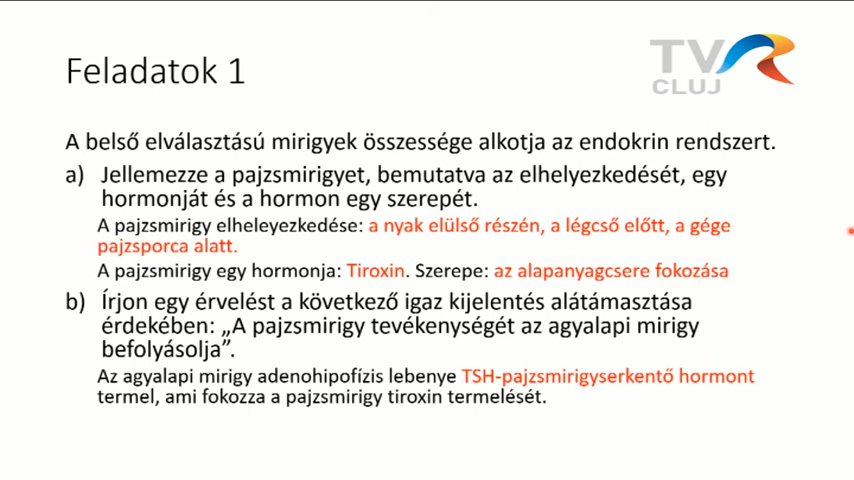 TVR
CLUJ
Feladatok 1
A belső elválasztású mirigyek összessége alkotja az endokrin rendszert.
a) Jellemezze a pajzsmirigyet, bemutatva az elhelyezkedését, egy
hormonját és a hormon egy szerepét.
A pajzsmirigy elheleyezkedése: a nyak elülső részén, a légcső előtt, a gége
pajzsporca alatt.
A pajzsmirigy egy hormonja: Tiroxin. Szerepe: az alapanyagcsere fokozása
b) Írjon egy érvelést a következő igaz kijelentés alátámasztása
érdekében: „A pajzsmirigy tevékenységét az agyalapi mirigy
befolyásolja”.
Az agyalapi mirigy adenohipofízis lebenye TSH-pajzsmirigyserkentő hormont
termel, ami fokozza a pajzsmirigy tiroxin termelését.